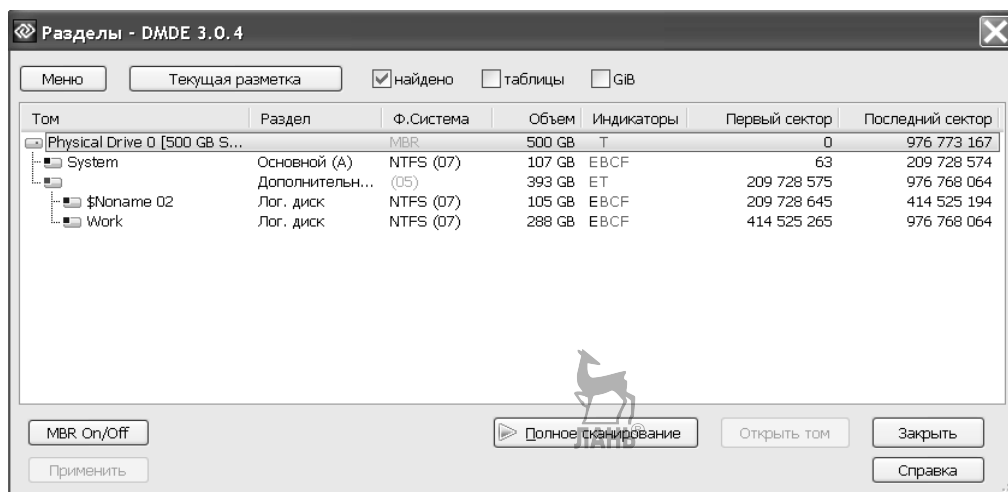 Разделы - DMDE 3.0.4
Меню Текущая разметка найдено таблицы GiB
Том Раздел Ф.Система Объем Индикаторы Первый сектор Последний сектор
Physical Drive 0 [500 GB S... MBR 500 GB T 0 976 773 167
System Основной (A) NTFS (07) 107 GB EBCF 63 209 728 574
Дополнительн... (05) 393 GB ET 209 728 575 976 768 064
$Noname 02 Лог. диск NTFS (07) 105 GB EBCF 209 728 645 414 525 194
Work Лог. диск NTFS (07) 288 GB EBCF 414 525 265 976 768 064
MBR On/Off Полное сканирование Открыть том Закрыть
ЛАНЬ®
Применить Справка